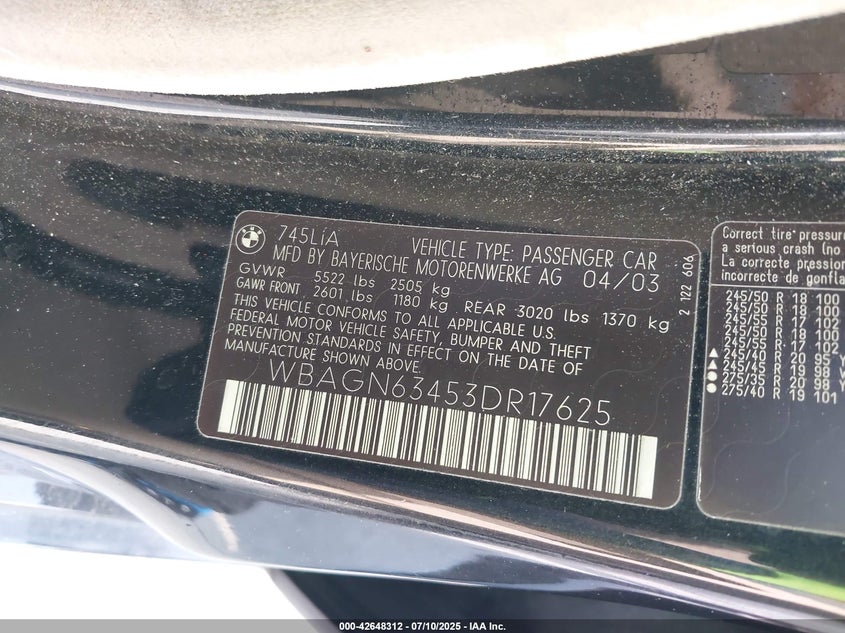 745LiA VEHICLE TYPE: PASSENGER CAR
MFD BY BAYERISCHE MOTORENWERKE AG 04/03
GVWR 5522 lbs 2505 kg
GAWR FRONT 2601 lbs 1180 kg REAR 3020 lbs 1370 kg
THIS VEHICLE CONFORMS TO ALL APPLICABLE U.S.
FEDERAL MOTOR VEHICLE SAFETY, BUMPER AND THEFT
PREVENTION STANDARDS IN EFFECT ON THE DATE OF
MANUFACTURE SHOWN ABOVE.
WBAGN63453DR17625
2 122 606
Correct tire pressure
a serious crash (no
La correcte pression
incorrecte de gonfla
245/50 R 18 100
245/50 R 18 100
245/55 R 17 102
245/50 R 18 100
245/55 R 17 102
▲ 245/40 R 20 95 Y
▲ 245/45 R 19 98
● 245/35 R 20 98 Y
● 275/40 R 19 101
000-42648312 - 07/10/2025 - IAA Inc.